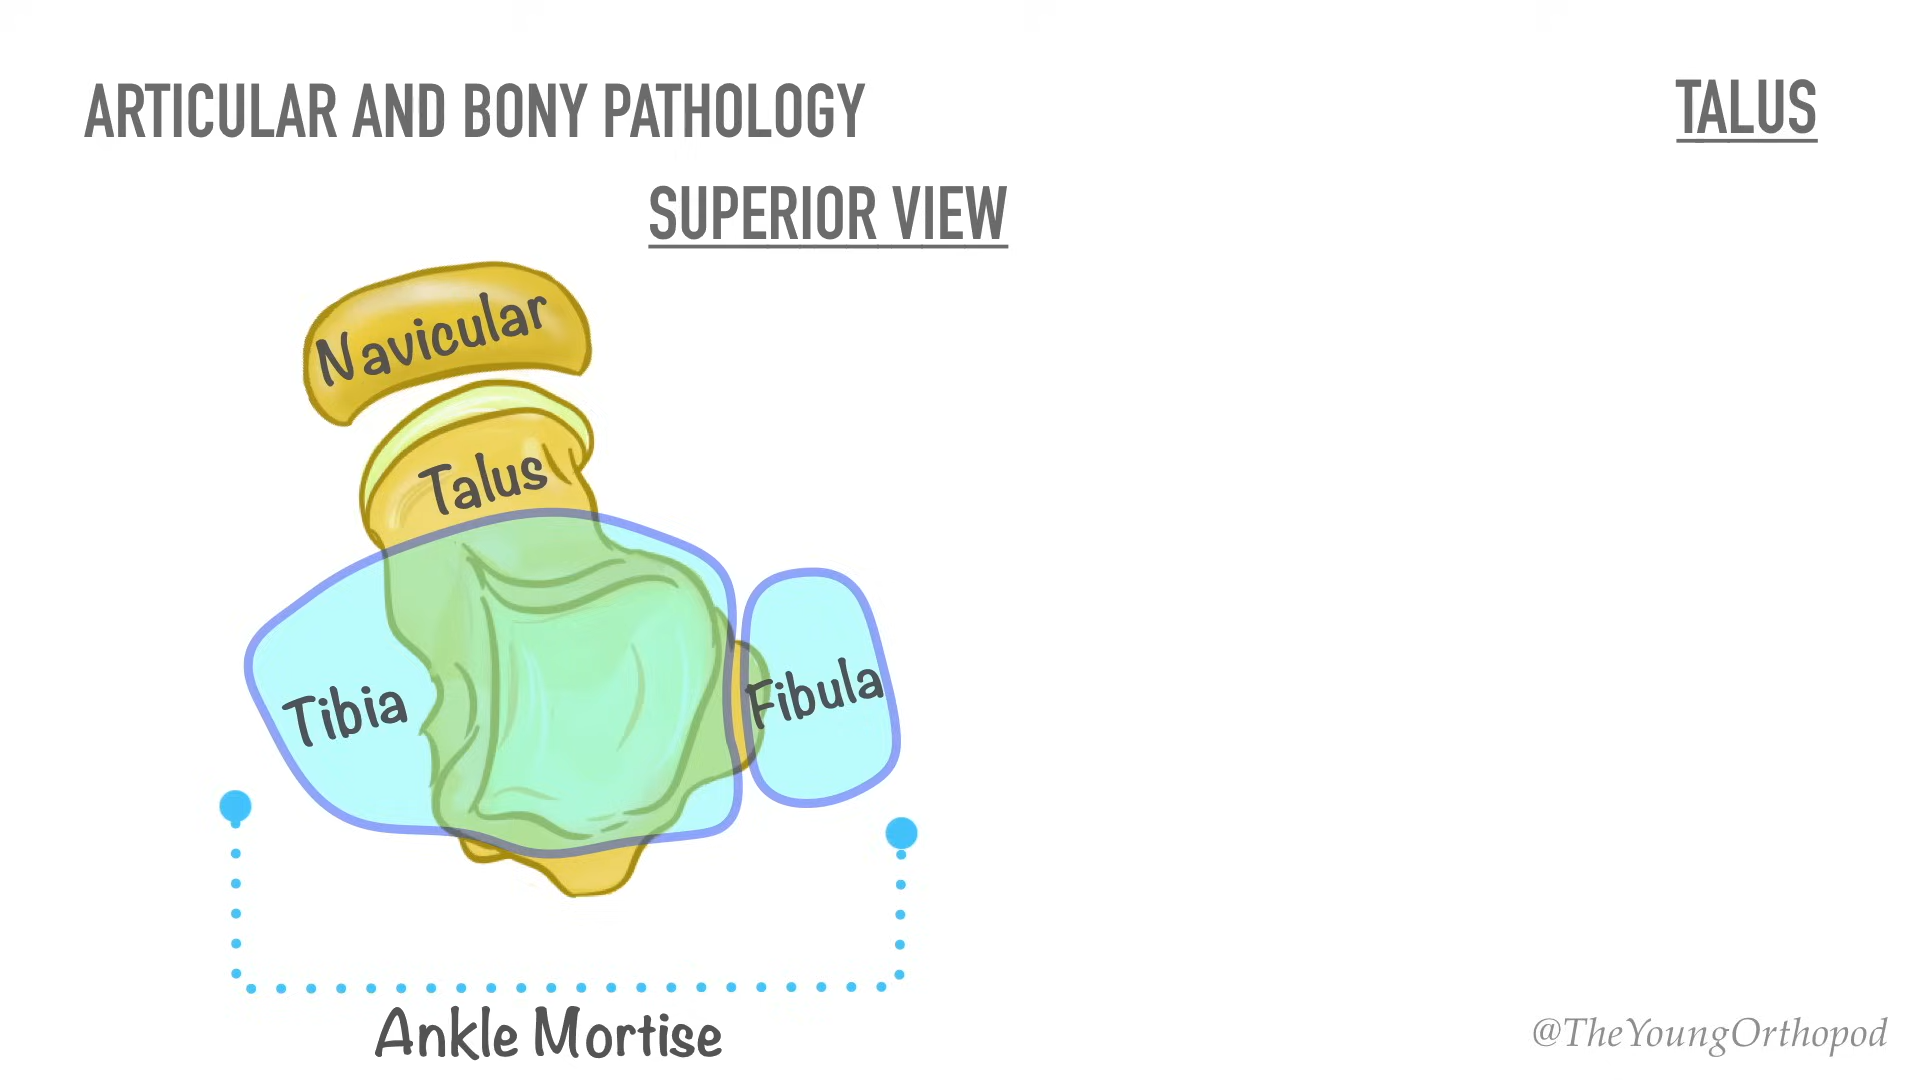 ARTICULAR AND BONY PATHOLOGY
TALUS
SUPERIOR VIEW
Navicular
Talus
Tibia
Fibula
Ankle Mortise
@TheYoungOrthopod